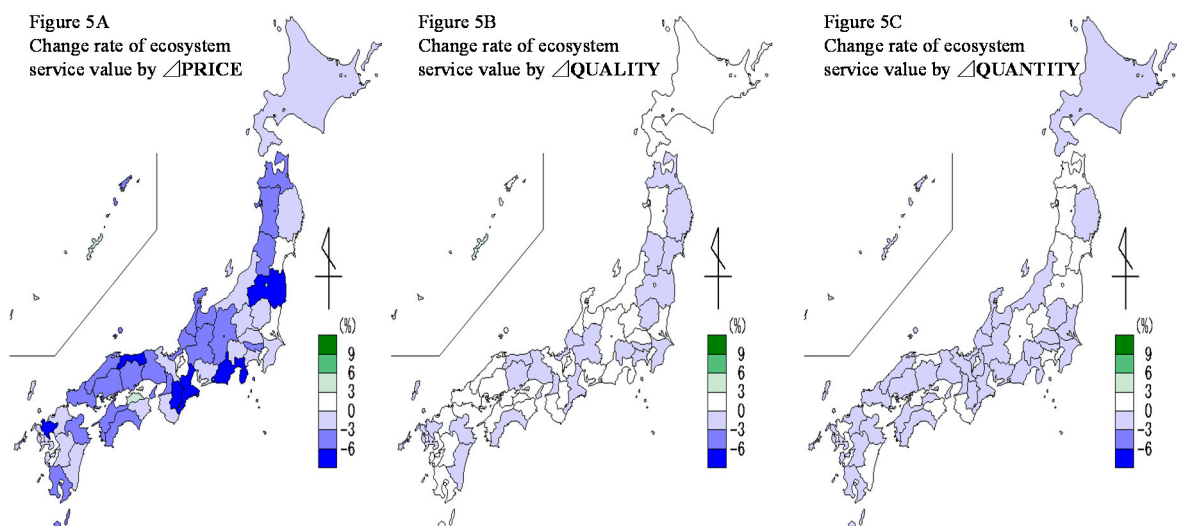 Figure 5A
Change rate of ecosystem
service value by ⊿PRICE
(%)
9
6
3
0
−3
−6
Figure 5B
Change rate of ecosystem
service value by ⊿QUALITY
(%)
9
6
3
0
−3
−6
Figure 5C
Change rate of ecosystem
service value by ⊿QUANTITY
(%)
9
6
3
0
−3
−6